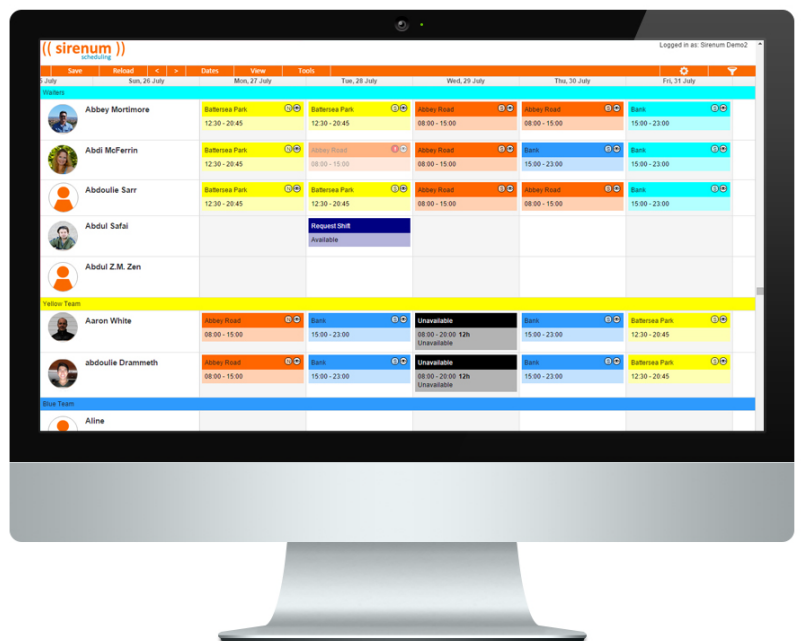 (( sirenum ))
scheduling
Logged in as: Sirenum Demo2
Save Reload < > Dates View Tools
5 July Sun, 26 July Mon, 27 July Tue, 28 July Wed, 29 July Thu, 30 July Fri, 31 July
Waiters
Abbey Mortimore Battersea Park Battersea Park Abbey Road Abbey Road Bank
12:30 - 20:45 12:30 - 20:45 08:00 - 15:00 08:00 - 15:00 15:00 - 23:00
Abdi McFerrin Battersea Park Abbey Road Abbey Road Bank Bank
12:30 - 20:45 08:00 - 15:00 08:00 - 15:00 15:00 - 23:00 15:00 - 23:00
Abdoulie Sarr Battersea Park Battersea Park Abbey Road Abbey Road Bank
12:30 - 20:45 12:30 - 20:45 08:00 - 15:00 08:00 - 15:00 15:00 - 23:00
Abdul Safai Request Shift
Available
Abdul Z.M. Zen
Yellow Team
Aaron White Abbey Road Bank Unavailable Bank Battersea Park
08:00 - 15:00 15:00 - 23:00 08:00 - 20:00 12h 15:00 - 23:00 12:30 - 20:45
Unavailable
abdoulie Drammeth Abbey Road Bank Unavailable Bank Battersea Park
08:00 - 15:00 15:00 - 23:00 08:00 - 20:00 12h 15:00 - 23:00 12:30 - 20:45
Unavailable
Blue Team
Aline